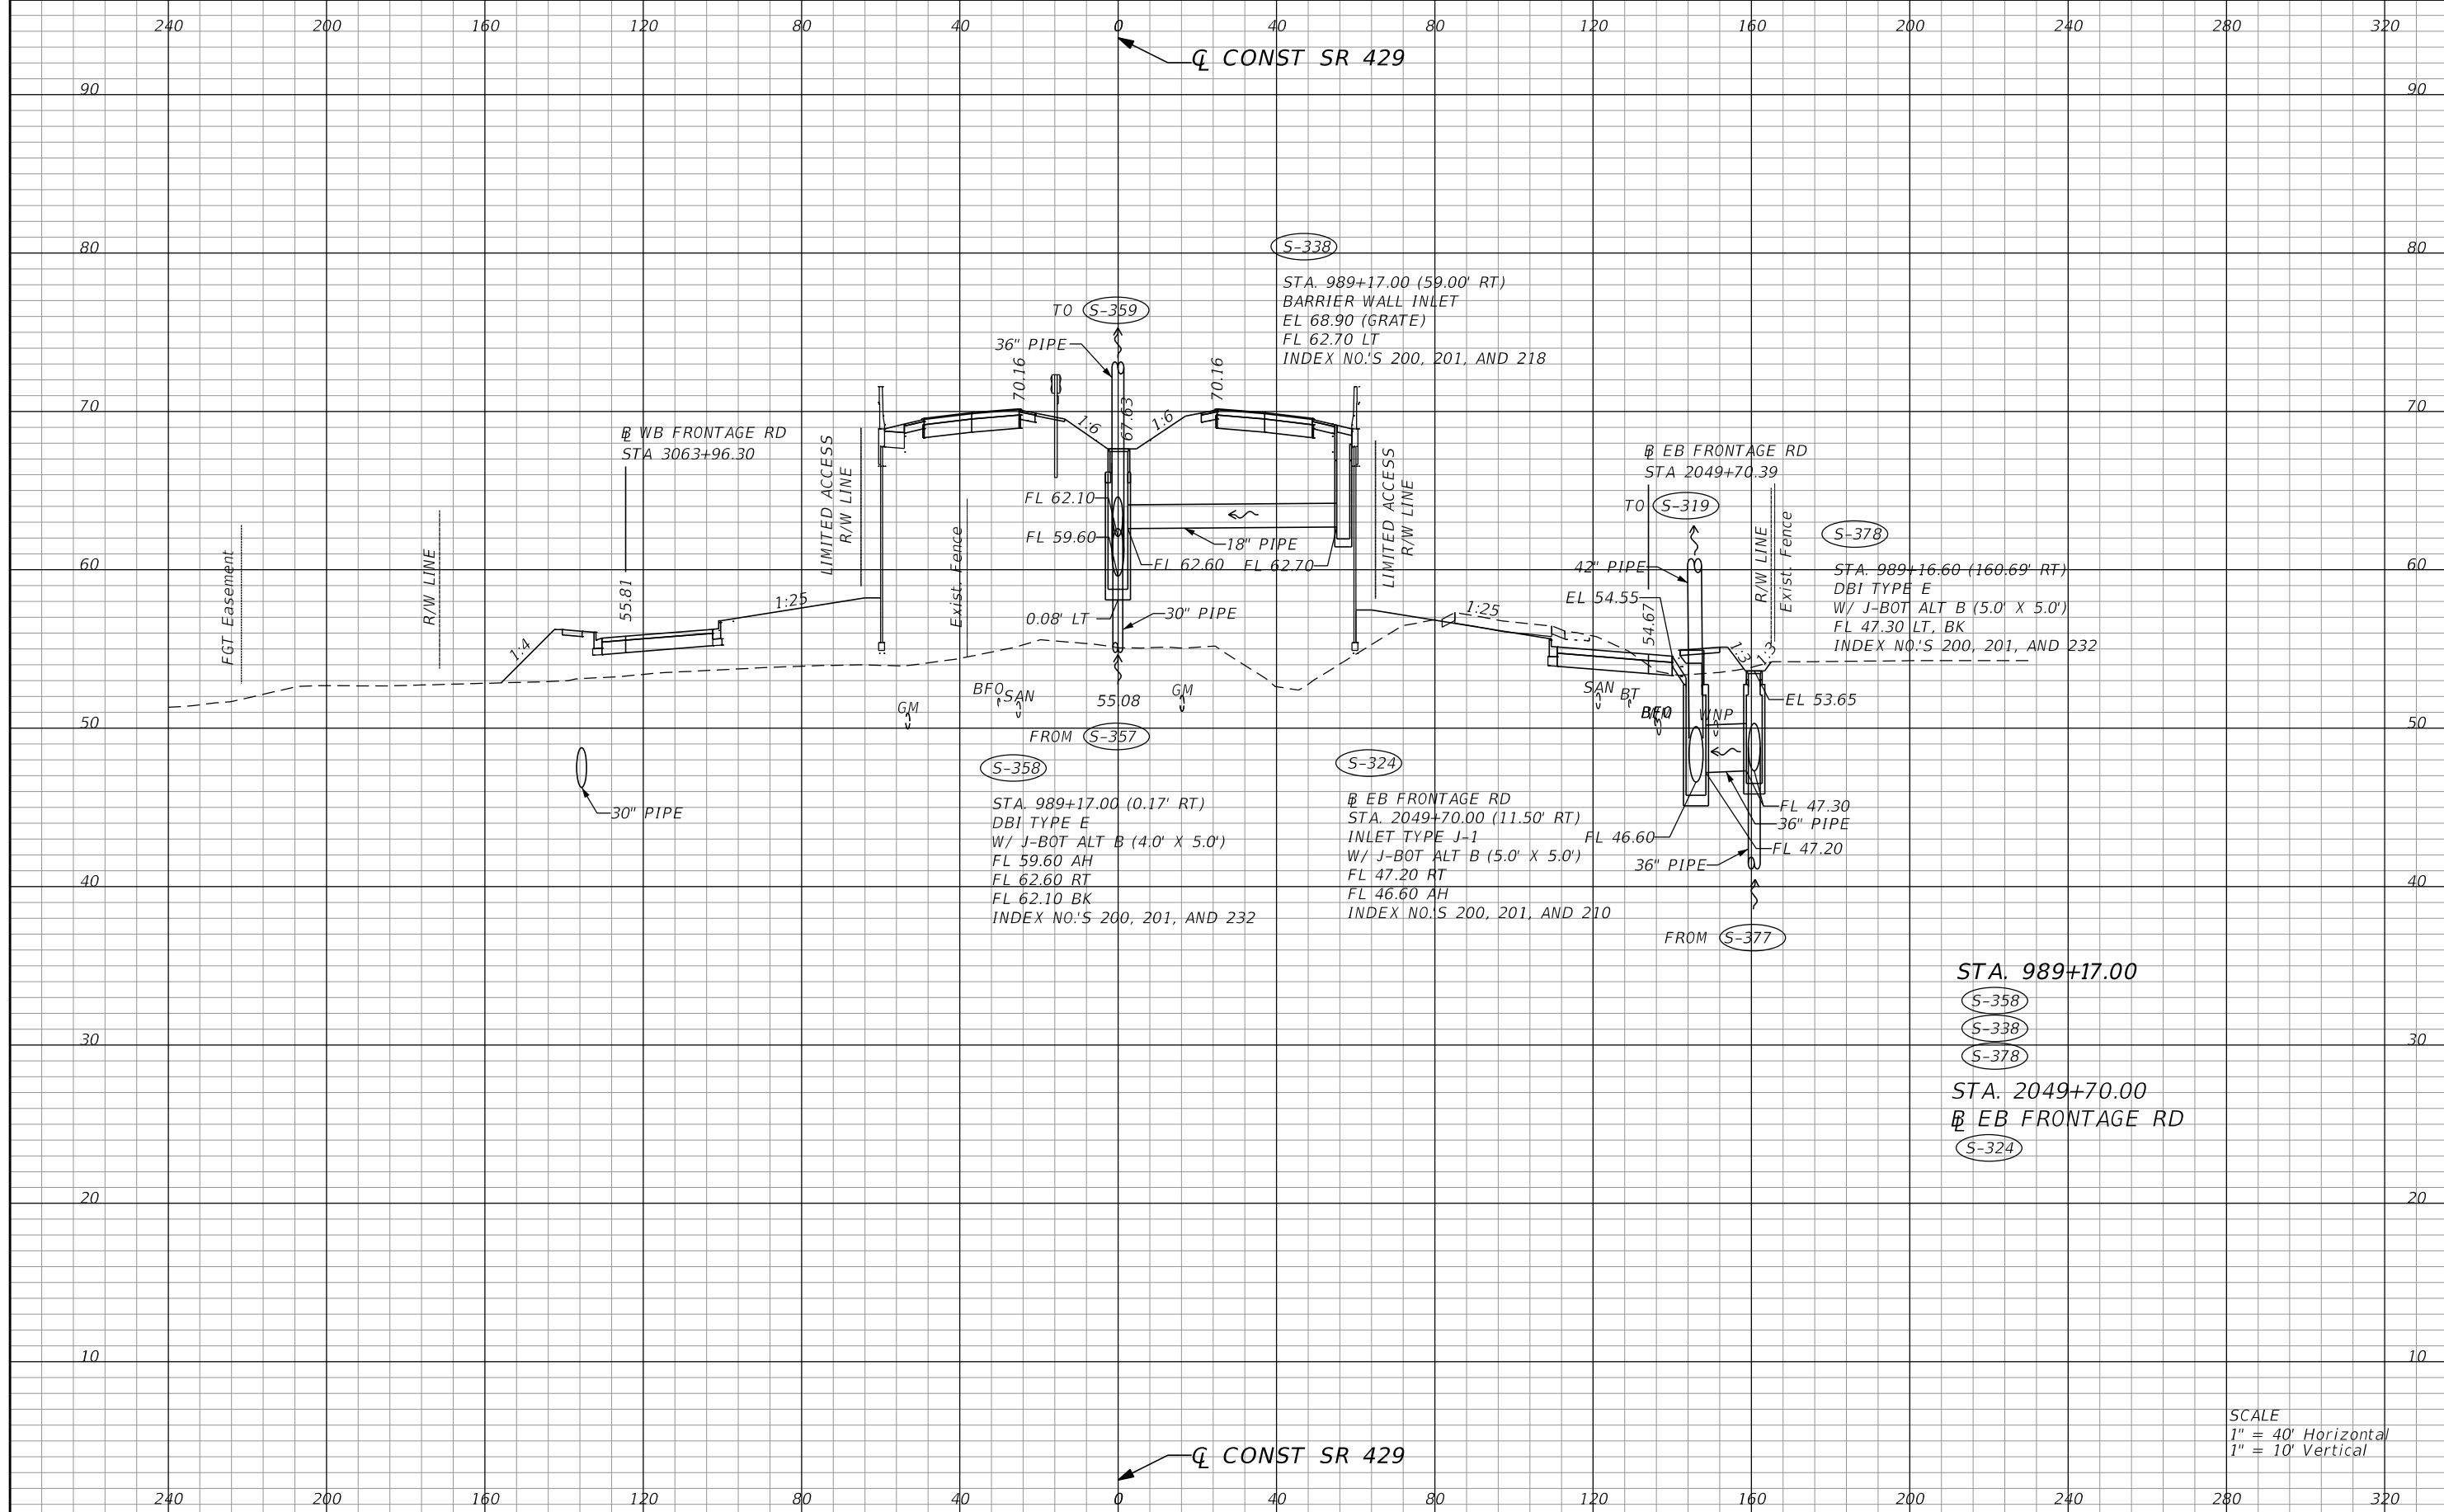 240 200 160 120 80 40 0 40 80 120 160 200 240 280 320
℄ CONST SR 429
90 90
80 80
S-338
STA. 989+17.00 (59.00' RT)
BARRIER WALL INLET
EL 68.90 (GRATE)
FL 62.70 LT
INDEX NO.'S 200, 201, AND 218
TO S-359
36" PIPE
70.16
67.63
70.16
1:6
1:6
70 70
BL WB FRONTAGE RD
STA 3063+96.30
55.81
LIMITED ACCESS
R/W LINE
FGT Easement
R/W LINE
Exist. Fence
1:4
1:25
FL 62.10
FL 59.60
18" PIPE
FL 62.60
FL 62.70
0.08' LT
30" PIPE
LIMITED ACCESS
R/W LINE
BL EB FRONTAGE RD
STA 2049+70.39
TO S-319
42" PIPE
EL 54.55
54.67
1:25
1:3
1:3
R/W LINE
Exist. Fence
S-378
STA. 989+16.60 (160.69' RT)
DBI TYPE E
W/ J-BOT ALT B (5.0' X 5.0')
FL 47.30 LT, BK
INDEX NO.'S 200, 201, AND 232
60 60
GM
BFO
SAN
55.08
GM
SAN
BT
BFO
WNP
EL 53.65
50 50
FROM S-357
30" PIPE
S-358
STA. 989+17.00 (0.17' RT)
DBI TYPE E
W/ J-BOT ALT B (4.0' X 5.0')
FL 59.60 AH
FL 62.60 RT
FL 62.10 BK
INDEX NO.'S 200, 201, AND 232
S-324
BL EB FRONTAGE RD
STA. 2049+70.00 (11.50' RT)
INLET TYPE J-1
W/ J-BOT ALT B (5.0' X 5.0')
FL 47.20 RT
FL 46.60 AH
INDEX NO.'S 200, 201, AND 210
FL 46.60
36" PIPE
FL 47.30
36" PIPE
FL 47.20
40 40
FROM S-377
STA. 989+17.00
S-358
S-338
S-378
STA. 2049+70.00
BL EB FRONTAGE RD
S-324
30 30
20 20
10 10
SCALE
1" = 40' Horizontal
1" = 10' Vertical
℄ CONST SR 429
240 200 160 120 80 40 0 40 80 120 160 200 240 280 320